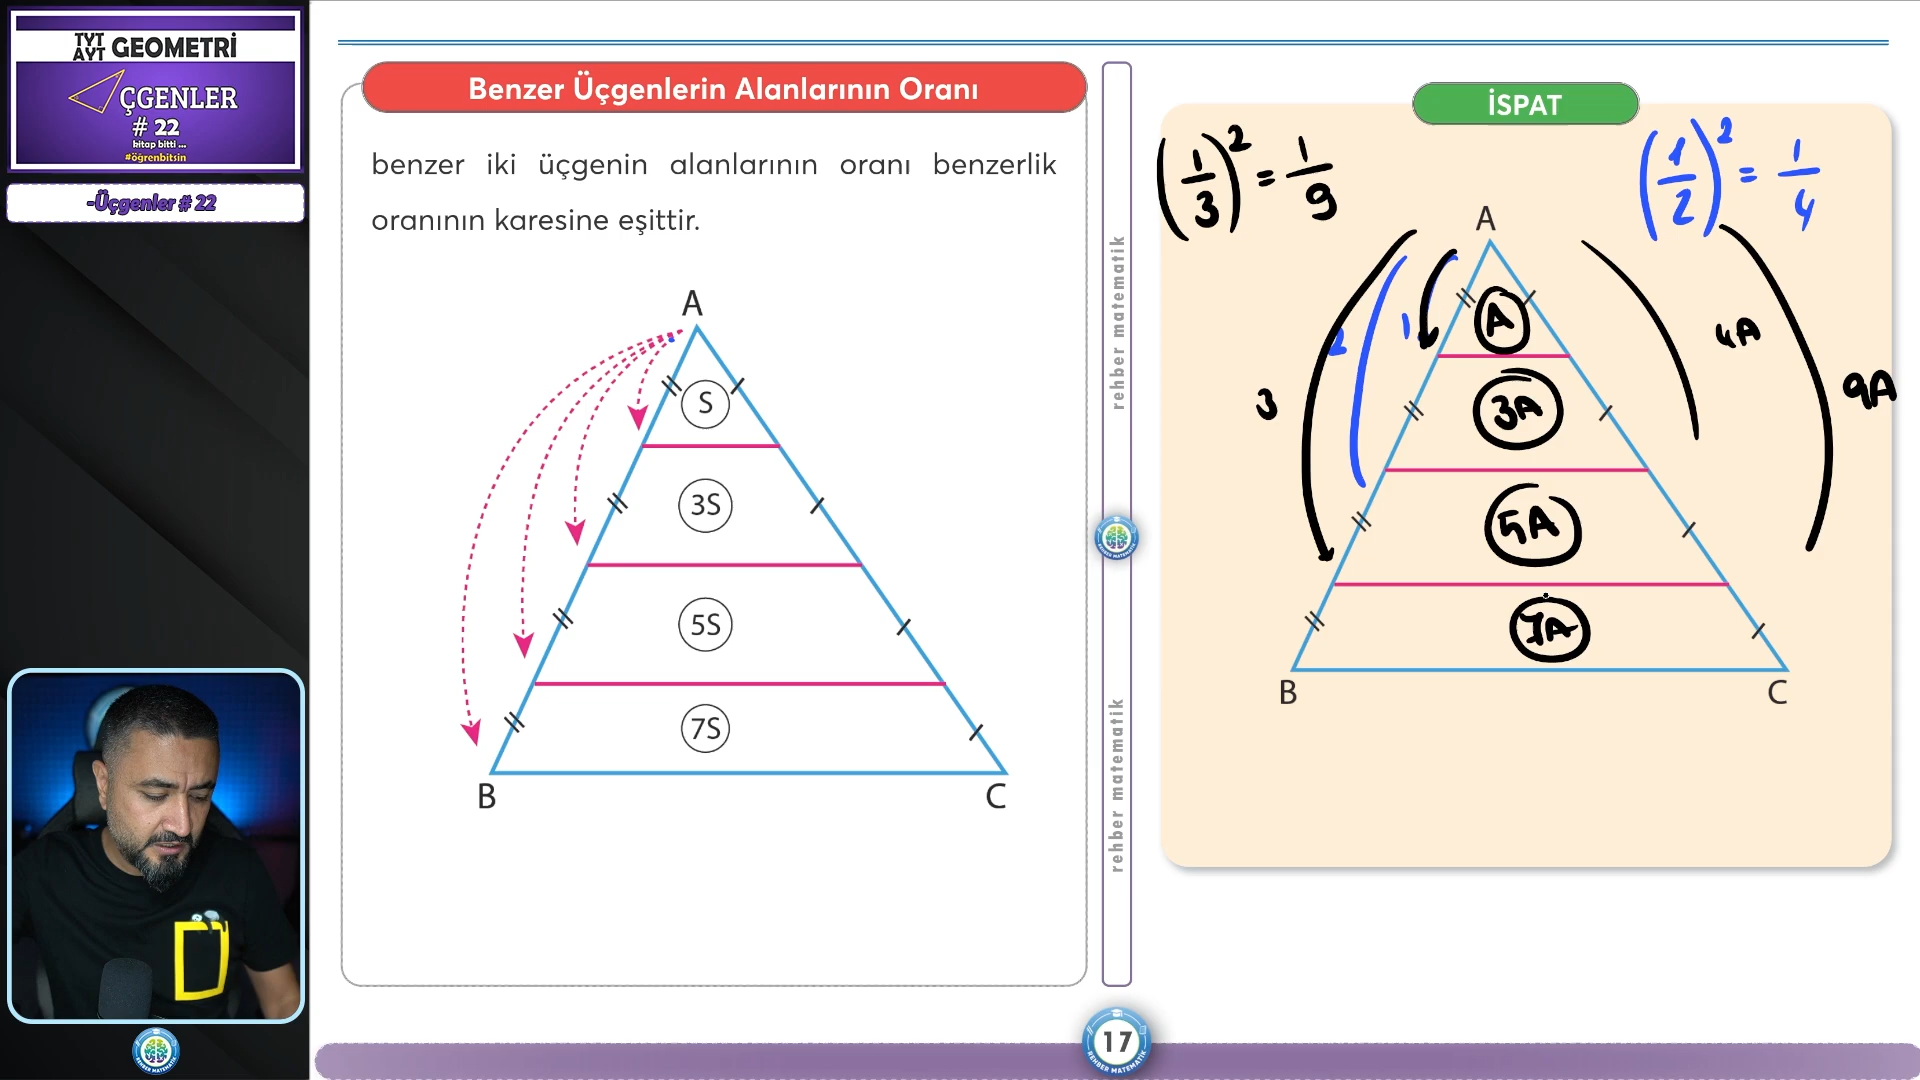 TYT
AYT GEOMETRİ
ÇGENLER
# 22
kitap bitti ...
#öğrenbitsin
-Üçgenler # 22
Benzer Üçgenlerin Alanlarının Oranı
benzer iki üçgenin alanlarının oranı benzerlik
oranının karesine eşittir.
A
S
3S
5S
7S
B
C
rehber matematik
rehber matematik
İSPAT
(1/3)² = 1/9
(1/2)² = 1/4
A
1
2
3
A
3A
5A
7A
4A
9A
B
C
17
REHBER MATEMATİK